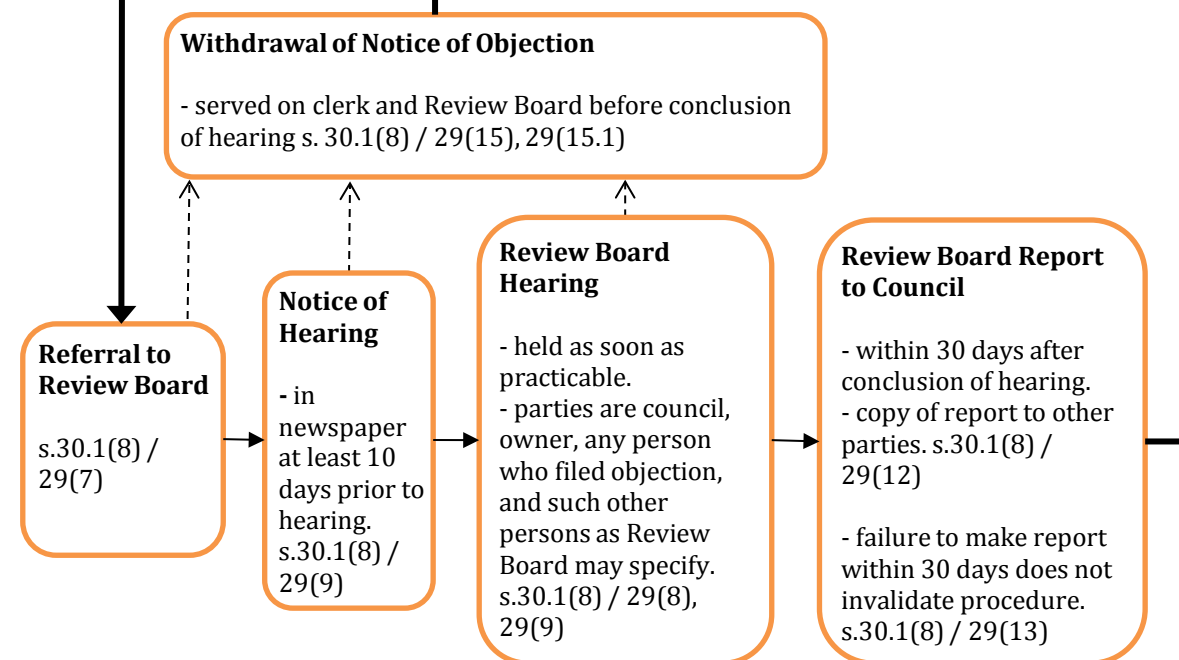 Withdrawal of Notice of Objection
- served on clerk and Review Board before conclusion
of hearing s. 30.1(8) / 29(15), 29(15.1)
Referral to
Review Board
s.30.1(8) /
29(7)
Notice of
Hearing
- in
newspaper
at least 10
days prior to
hearing.
s.30.1(8) /
29(9)
Review Board
Hearing
- held as soon as
practicable.
- parties are council,
owner, any person
who filed objection,
and such other
persons as Review
Board may specify.
s.30.1(8) / 29(8),
29(9)
Review Board Report
to Council
- within 30 days after
conclusion of hearing.
- copy of report to other
parties. s.30.1(8) /
29(12)
- failure to make report
within 30 days does not
invalidate procedure.
s.30.1(8) / 29(13)